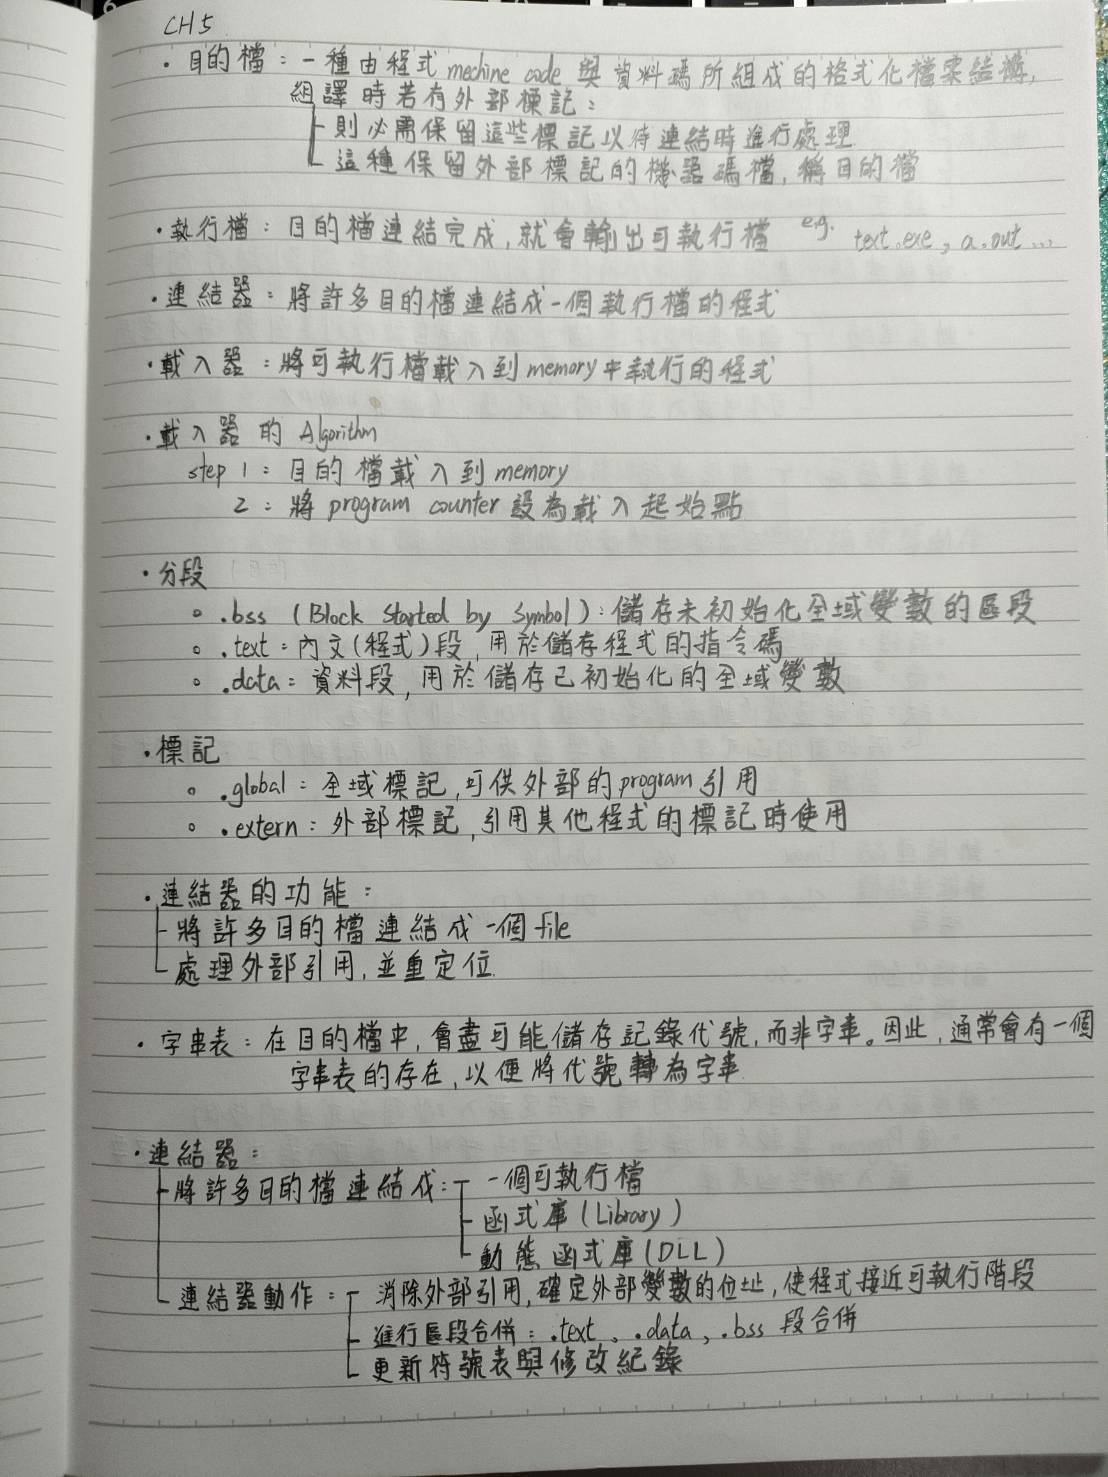 CH5
· 目的檔：一種由程式 mechine code 與資料碼所組成的格式化檔案結構，
組譯時若有外部標記：
則必需保留這些標記以待連結時進行處理
這種保留外部標記的機器碼檔，稱目的檔
· 執行檔：目的檔連結完成，就會輸出可執行檔 e.g. text.exe, a.out ...
· 連結器：將許多目的檔連結成一個執行檔的程式
· 載入器：將可執行檔載入到 memory 中執行的程式
· 載入器的 Algorithm
step 1：目的檔載入到 memory
2：將 program counter 設為載入起始點
· 分段
。.bss (Block Started by Symbol)：儲存未初始化全域變數的區段
。.text：內文(程式)段，用於儲存程式的指令碼
。.data：資料段，用於儲存已初始化的全域變數
· 標記
。.global：全域標記，可供外部的program引用
。.extern：外部標記，引用其他程式的標記時使用
· 連結器的功能：
將許多目的檔連結成一個file
處理外部引用，並重定位
· 字串表：在目的檔中，會盡可能儲存記錄代號，而非字串。因此，通常會有一個
字串表的存在，以便將代號轉為字串
· 連結器：
將許多目的檔連結成：一個可執行檔
函式庫(Library)
動態函式庫(DLL)
連結器動作：消除外部引用，確定外部變數的位址，使程式接近可執行階段
進行區段合併：.text、.data，.bss 段合併
更新符號表與修改紀錄